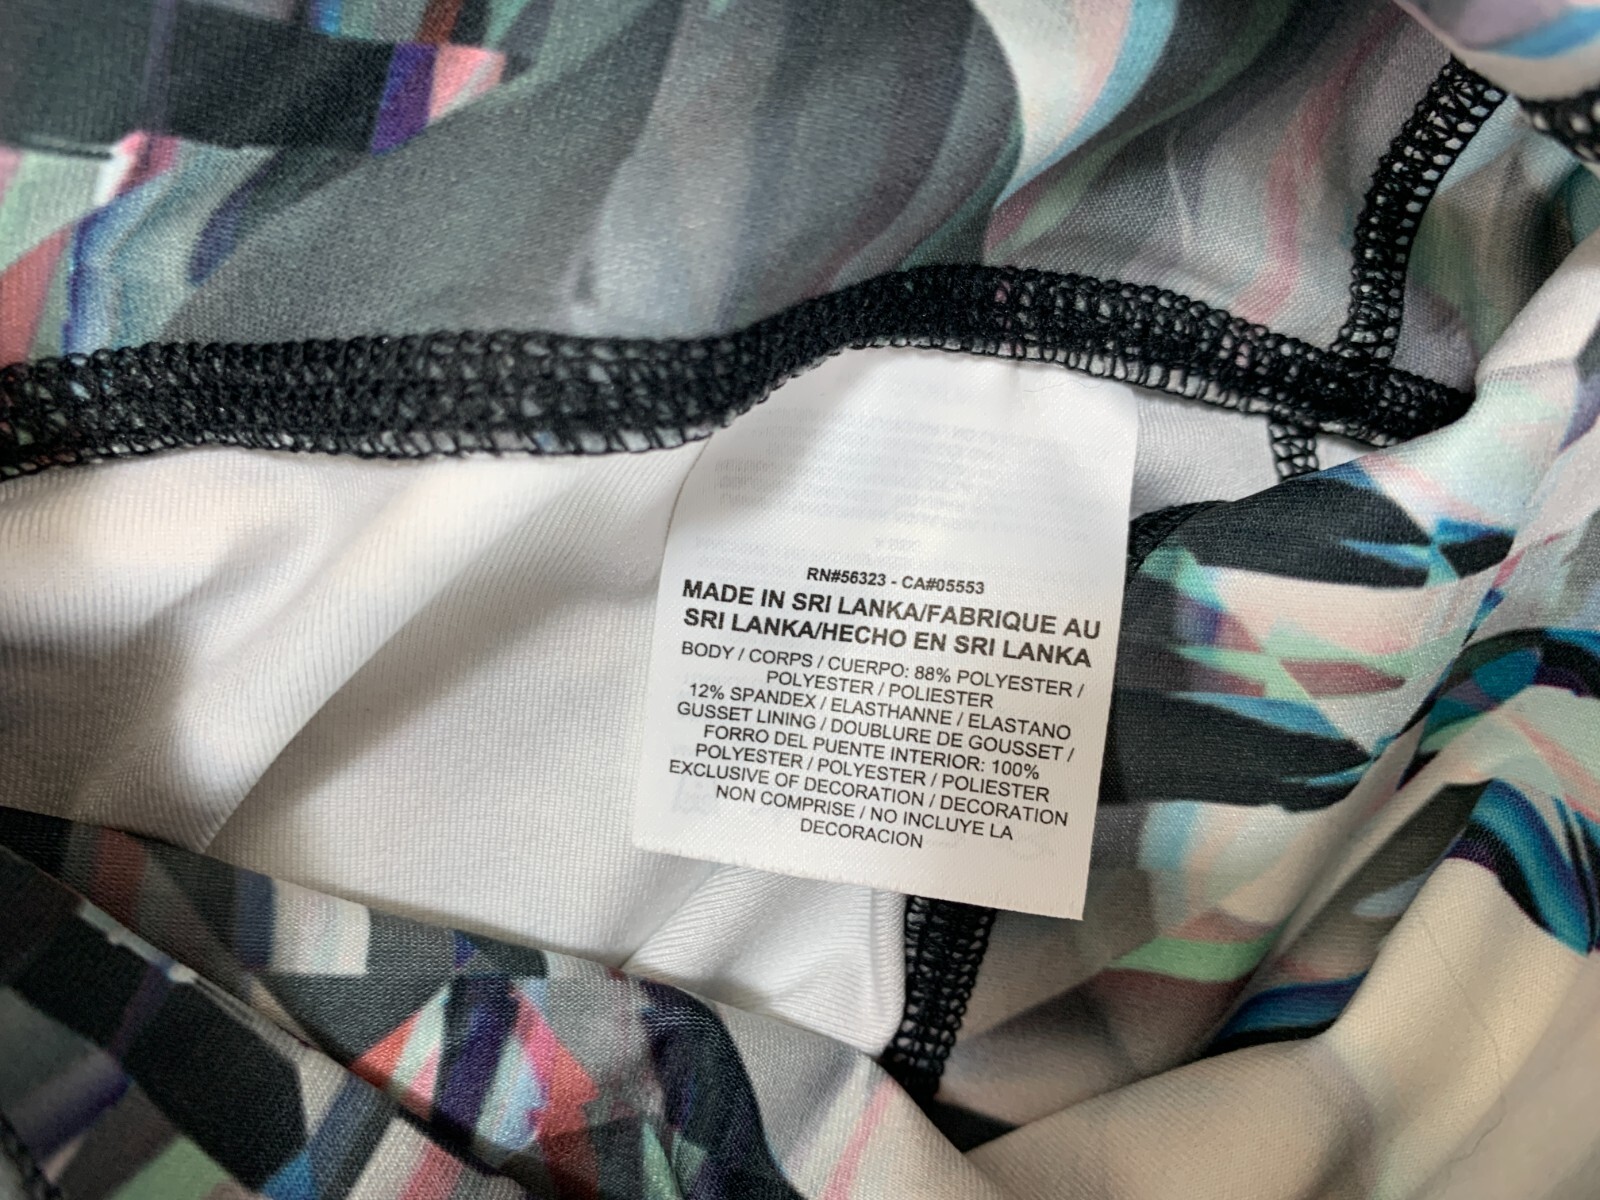 RN#56323 - CA#05553
MADE IN SRI LANKA/FABRIQUE AU
SRI LANKA/HECHO EN SRI LANKA
BODY / CORPS / CUERPO: 88% POLYESTER /
POLYESTER / POLIESTER
12% SPANDEX / ELASTHANNE / ELASTANO
GUSSET LINING / DOUBLURE DE GOUSSET /
FORRO DEL PUENTE INTERIOR: 100%
POLYESTER / POLYESTER / POLIESTER
EXCLUSIVE OF DECORATION / DECORATION
NON COMPRISE / NO INCLUYE LA
DECORACION